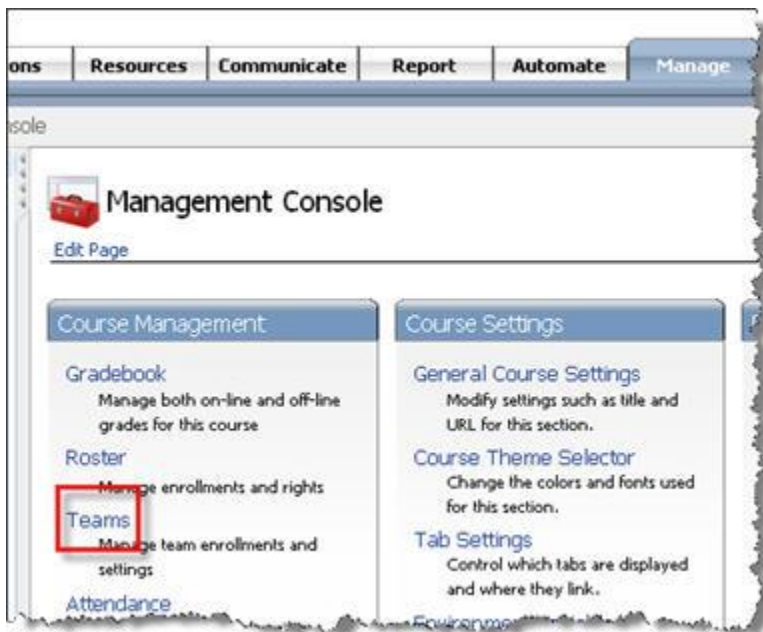 ons Resources Communicate Report Automate Manage
nsole
Management Console
Edit Page
Course Management
Gradebook
Manage both on-line and off-line
grades for this course
Roster
Manage enrollments and rights
Teams
Manage team enrollments and
settings
Attendance
Course Settings
General Course Settings
Modify settings such as title and
URL for this section.
Course Theme Selector
Change the colors and fonts used
for this section.
Tab Settings
Control which tabs are displayed
and where they link.